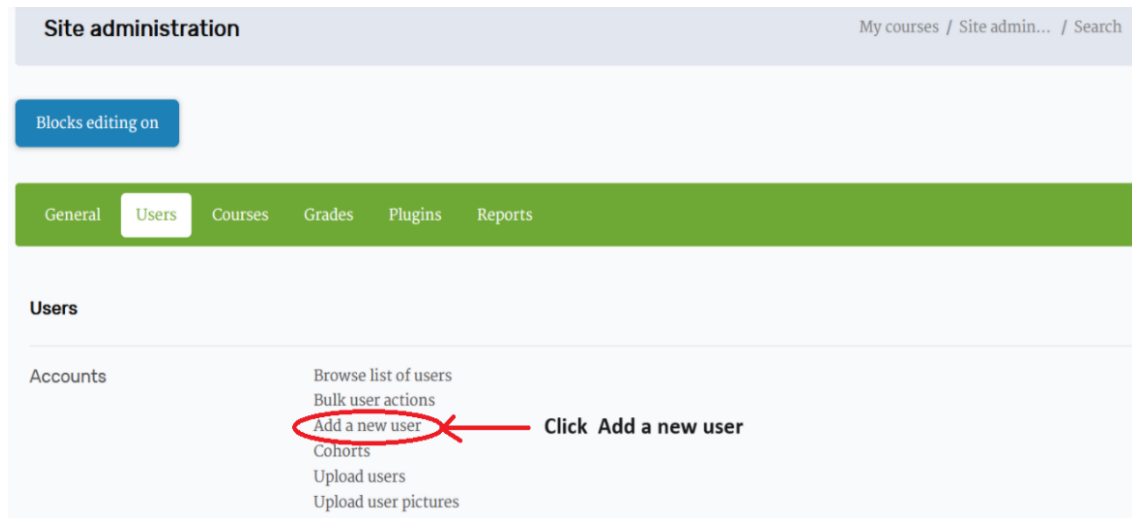 Site administration
My courses / Site admin... / Search
Blocks editing on
General Users Courses Grades Plugins Reports
Users
Accounts
Browse list of users
Bulk user actions
Add a new user
Click Add a new user
Cohorts
Upload users
Upload user pictures